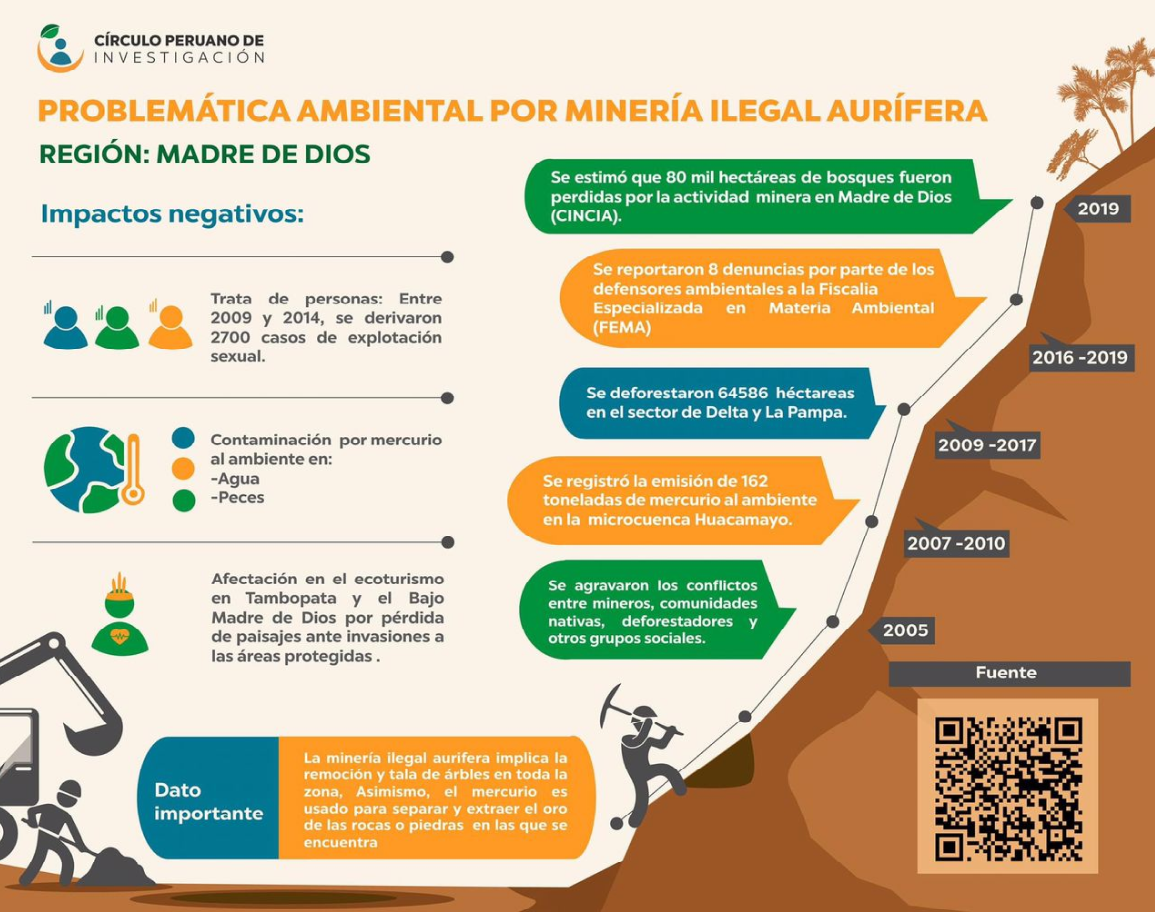 CÍRCULO PERUANO DE
INVESTIGACIÓN
PROBLEMÁTICA AMBIENTAL POR MINERÍA ILEGAL AURÍFERA
REGIÓN: MADRE DE DIOS
Impactos negativos:
Trata de personas: Entre
2009 y 2014, se derivaron
2700 casos de explotación
sexual.
Contaminación por mercurio
al ambiente en:
-Agua
-Peces
Afectación en el ecoturismo
en Tambopata y el Bajo
Madre de Dios por pérdida
de paisajes ante invasiones a
las áreas protegidas .
Se estimó que 80 mil hectáreas de bosques fueron
perdidas por la actividad minera en Madre de Dios
(CINCIA).
2019
Se reportaron 8 denuncias por parte de los
defensores ambientales a la Fiscalia
Especializada en Materia Ambiental
(FEMA)
2016 -2019
Se deforestaron 64586 héctareas
en el sector de Delta y La Pampa.
2009 -2017
Se registró la emisión de 162
toneladas de mercurio al ambiente
en la microcuenca Huacamayo.
2007 -2010
Se agravaron los conflictos
entre mineros, comunidades
nativas, deforestadores y
otros grupos sociales.
2005
Fuente
Dato
importante
La minería ilegal aurifera implica la
remoción y tala de árbles en toda la
zona, Asimismo, el mercurio es
usado para separar y extraer el oro
de las rocas o piedras en las que se
encuentra